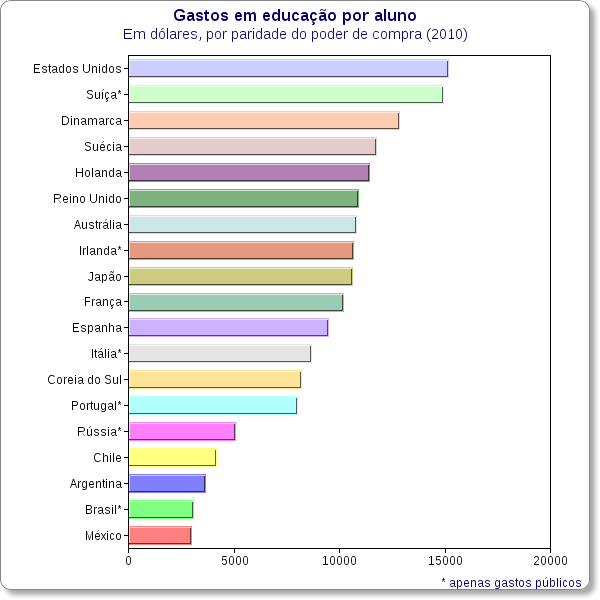 Gastos em educação por aluno
Em dólares, por paridade do poder de compra (2010)
Estados Unidos
Suíça*
Dinamarca
Suécia
Holanda
Reino Unido
Austrália
Irlanda*
Japão
França
Espanha
Itália*
Coreia do Sul
Portugal*
Rússia*
Chile
Argentina
Brasil*
México
0 5000 10000 15000 20000
* apenas gastos públicos